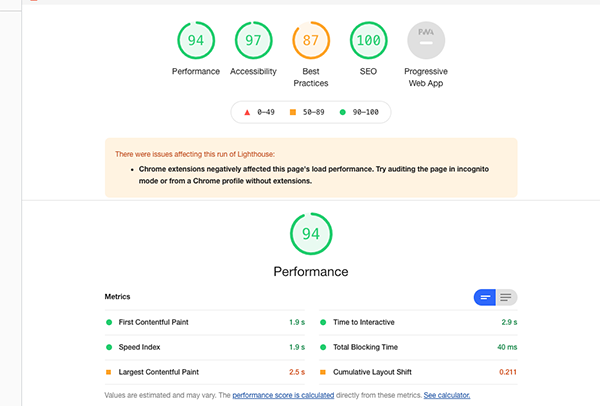 94 97 87 100 PWA
Performance Accessibility Best Practices SEO Progressive Web App
0–49 50–89 90–100
There were issues affecting this run of Lighthouse:
• Chrome extensions negatively affected this page's load performance. Try auditing the page in incognito
mode or from a Chrome profile without extensions.
94
Performance
Metrics
First Contentful Paint 1.9 s Time to Interactive 2.9 s
Speed Index 1.9 s Total Blocking Time 40 ms
Largest Contentful Paint 2.5 s Cumulative Layout Shift 0.211
Values are estimated and may vary. The performance score is calculated directly from these metrics. See calculator.